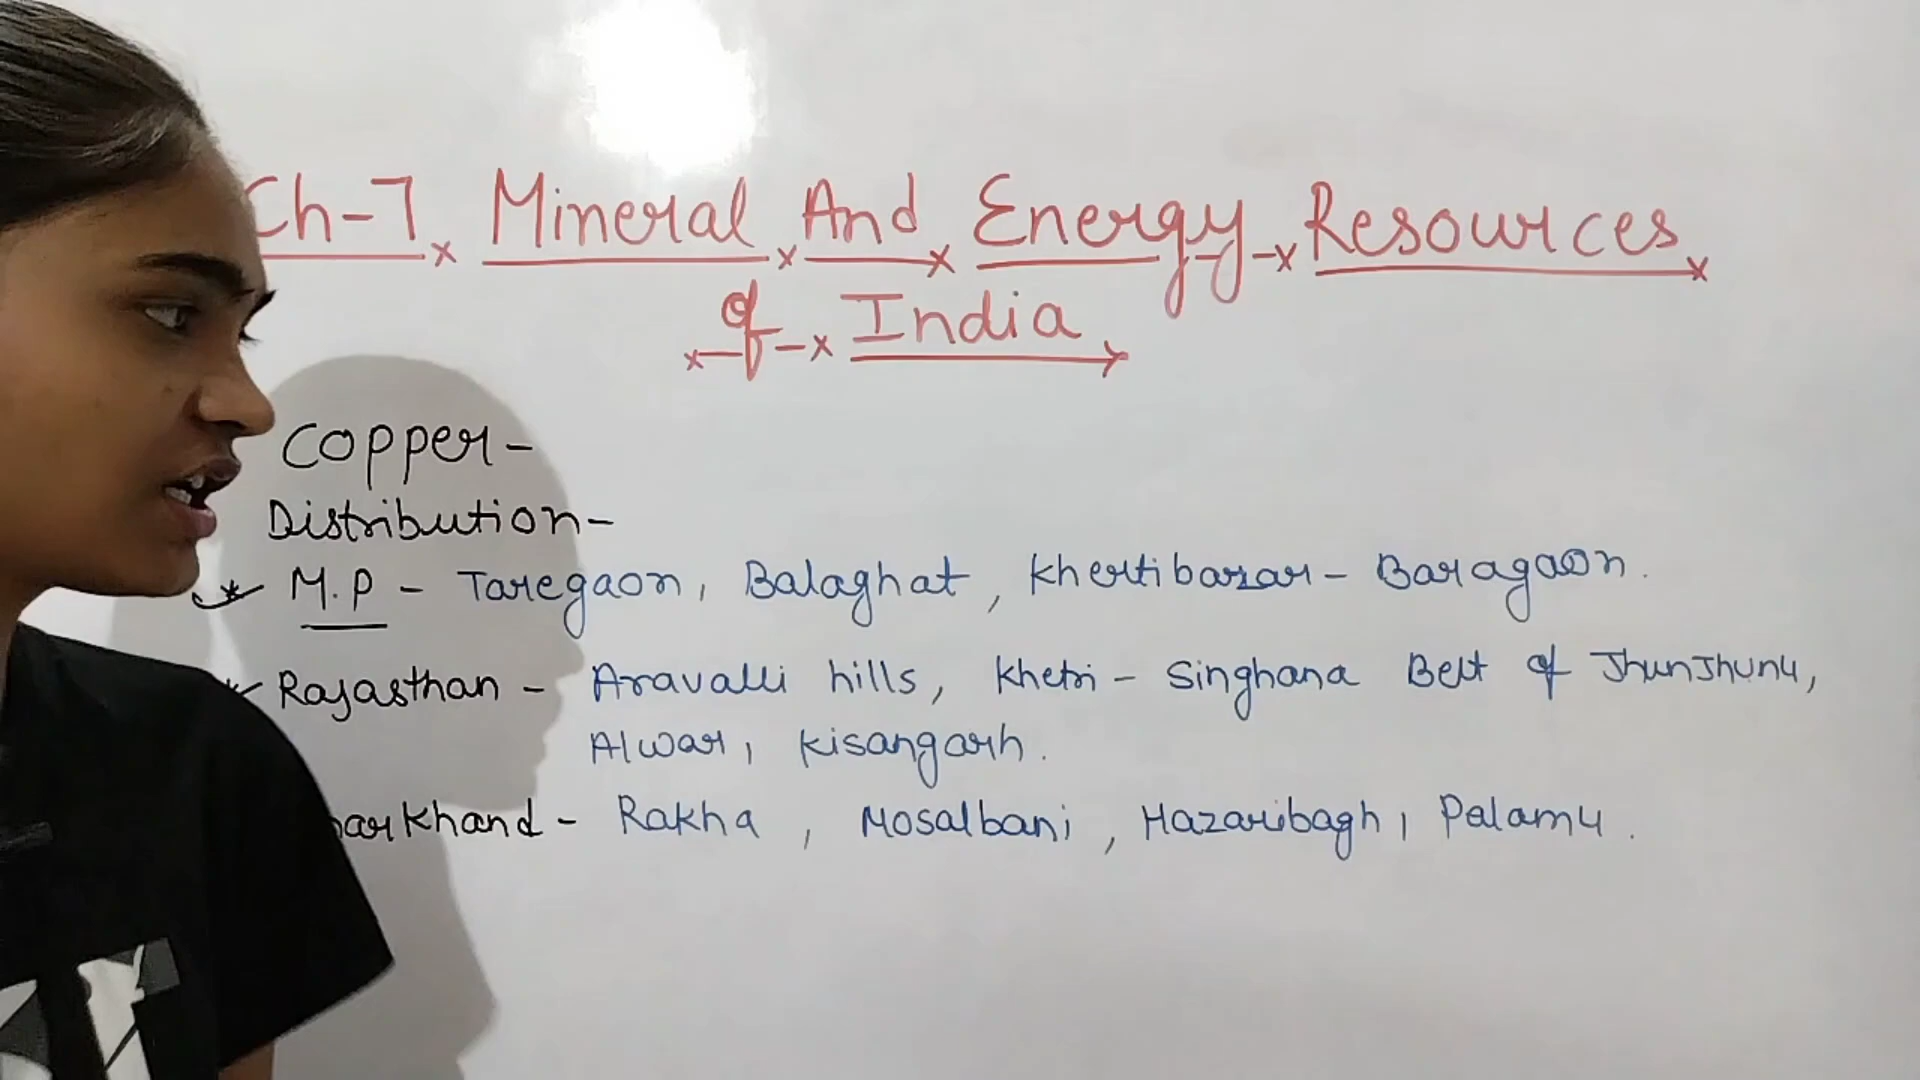 Ch-7 Mineral And Energy Resources
of India
Copper-
Distribution-
M.P - Taregaon, Balaghat, Khertibazar - Baragaon.
Rajasthan - Aravalli hills, Khetri - Singhana Belt of JhunJhunu,
Alwar, Kisangarh.
arkhand - Rakha, Mosalbani, Hazaribagh, Palamu.